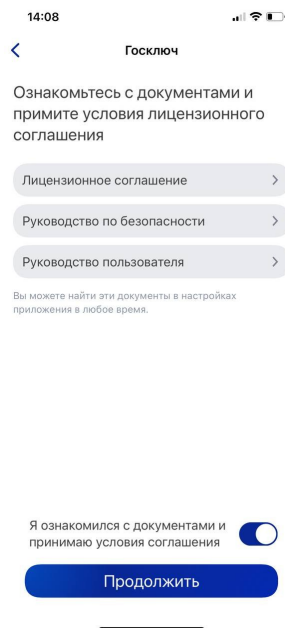 14:08
Госключ
Ознакомьтесь с документами и
примите условия лицензионного
соглашения
Лицензионное соглашение
Руководство по безопасности
Руководство пользователя
Вы можете найти эти документы в настройках
приложения в любое время.
Я ознакомился с документами и
принимаю условия соглашения
Продолжить